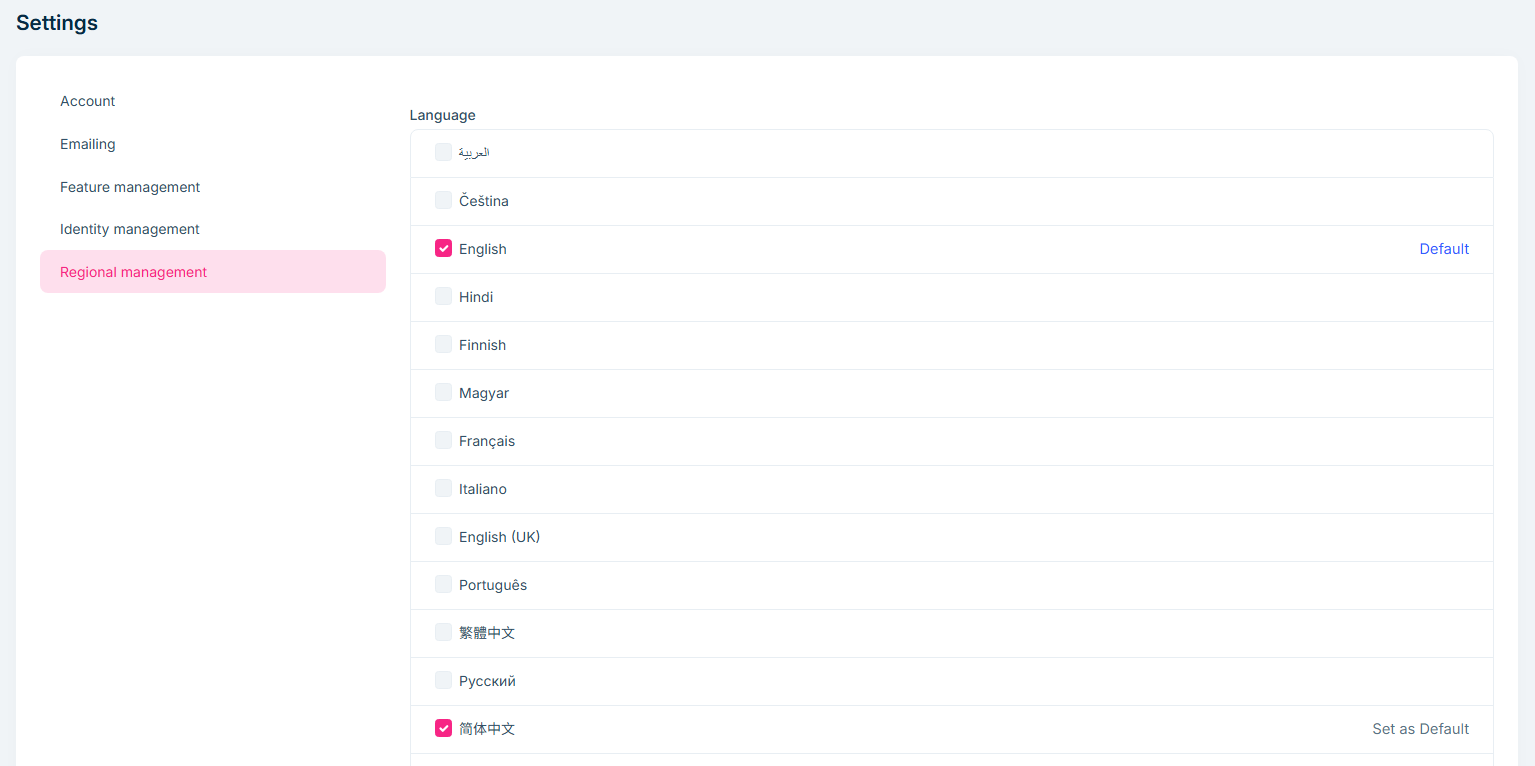 Settings
Account
Emailing
Feature management
Identity management
Regional management
Language
العربية
Čeština
English
Default
Hindi
Finnish
Magyar
Français
Italiano
English (UK)
Português
繁體中文
Русский
简体中文
Set as Default